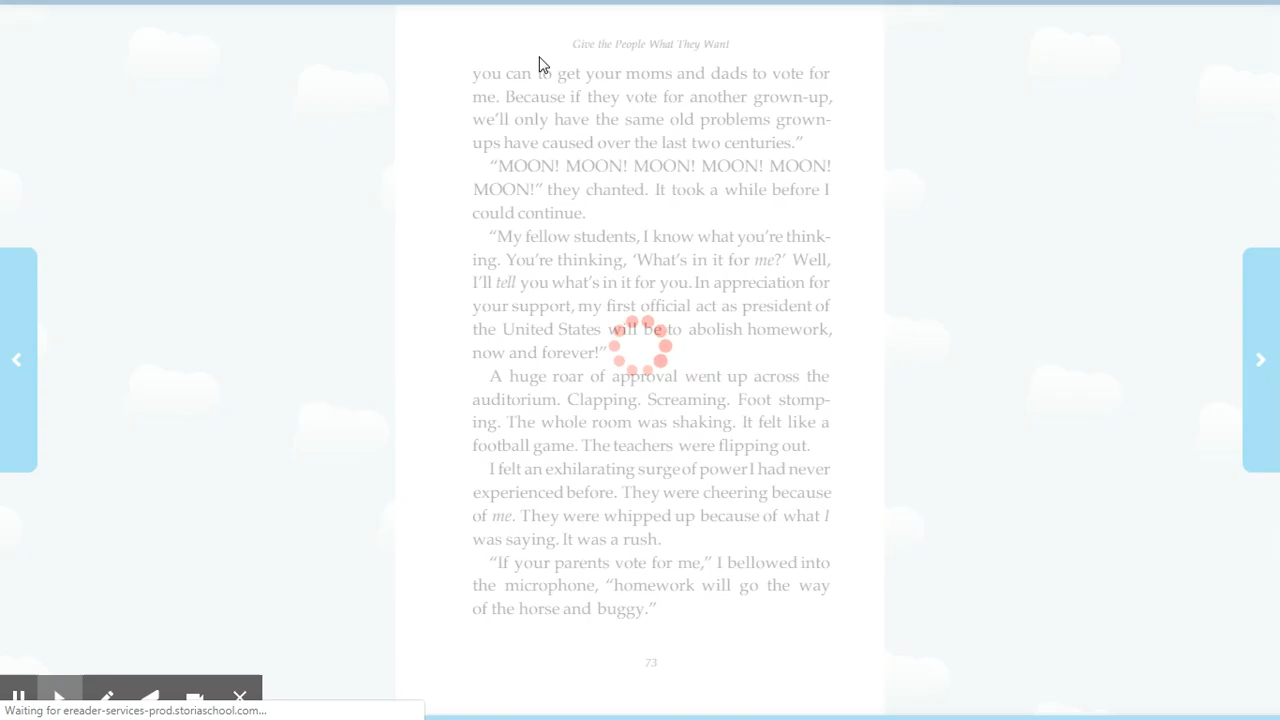 Give the People What They Want
you can to get your moms and dads to vote for
me. Because if they vote for another grown-up,
we'll only have the same old problems grown-
ups have caused over the last two centuries."
"MOON! MOON! MOON! MOON! MOON!
MOON!" they chanted. It took a while before I
could continue.
"My fellow students, I know what you're think-
ing. You're thinking, 'What's in it for me?' Well,
I'll tell you what's in it for you. In appreciation for
your support, my first official act as president of
the United States will be to abolish homework,
now and forever!"
A huge roar of approval went up across the
auditorium. Clapping. Screaming. Foot stomp-
ing. The whole room was shaking. It felt like a
football game. The teachers were flipping out.
I felt an exhilarating surge of power I had never
experienced before. They were cheering because
of me. They were whipped up because of what I
was saying. It was a rush.
"If your parents vote for me," I bellowed into
the microphone, "homework will go the way
of the horse and buggy."
73
Waiting for ereader-services-prod.storiaschool.com...